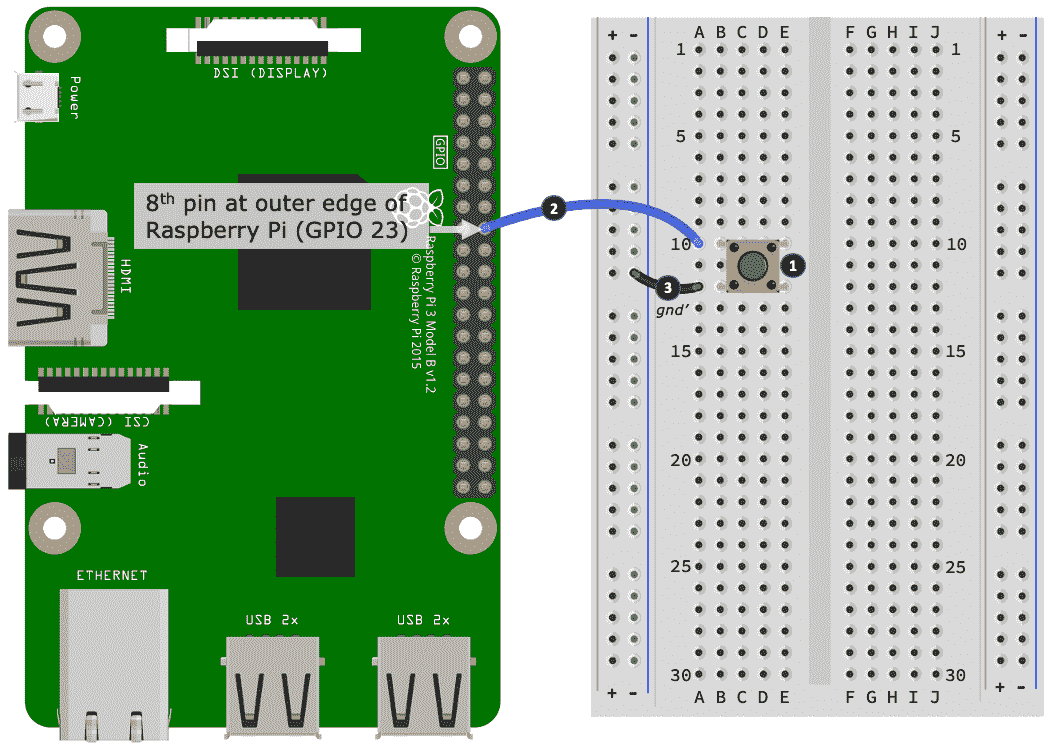 DSI (DISPLAY)
Power
GPIO
8th pin at outer edge of
Raspberry Pi (GPIO 23)
HDMI
Raspberry Pi 3 Model B v1.2
© Raspberry Pi 2015
CSI (CAMERA)
Audio
ETHERNET
USB 2x
USB 2x
2
1
3
gnd’
+ - A B C D E F G H I J + -
1 1
5 5
10 10
15 15
20 20
25 25
30 30
+ - A B C D E F G H I J + -